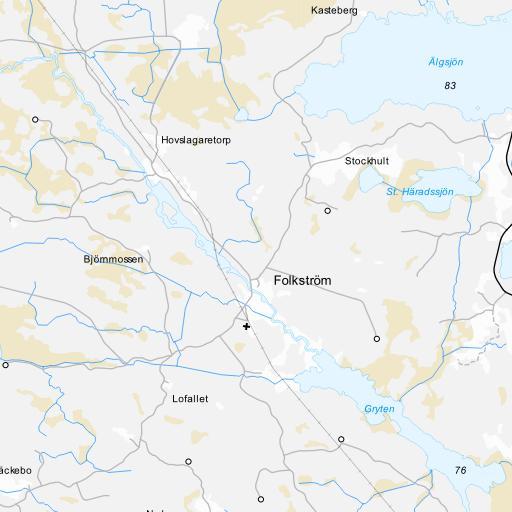 Kasteberg
Älgsjön
83
Hovslagaretorp
Stockhult
St. Häradssjön
Björnmossen
Folkström
Lofallet
Gryten
76
äckebo